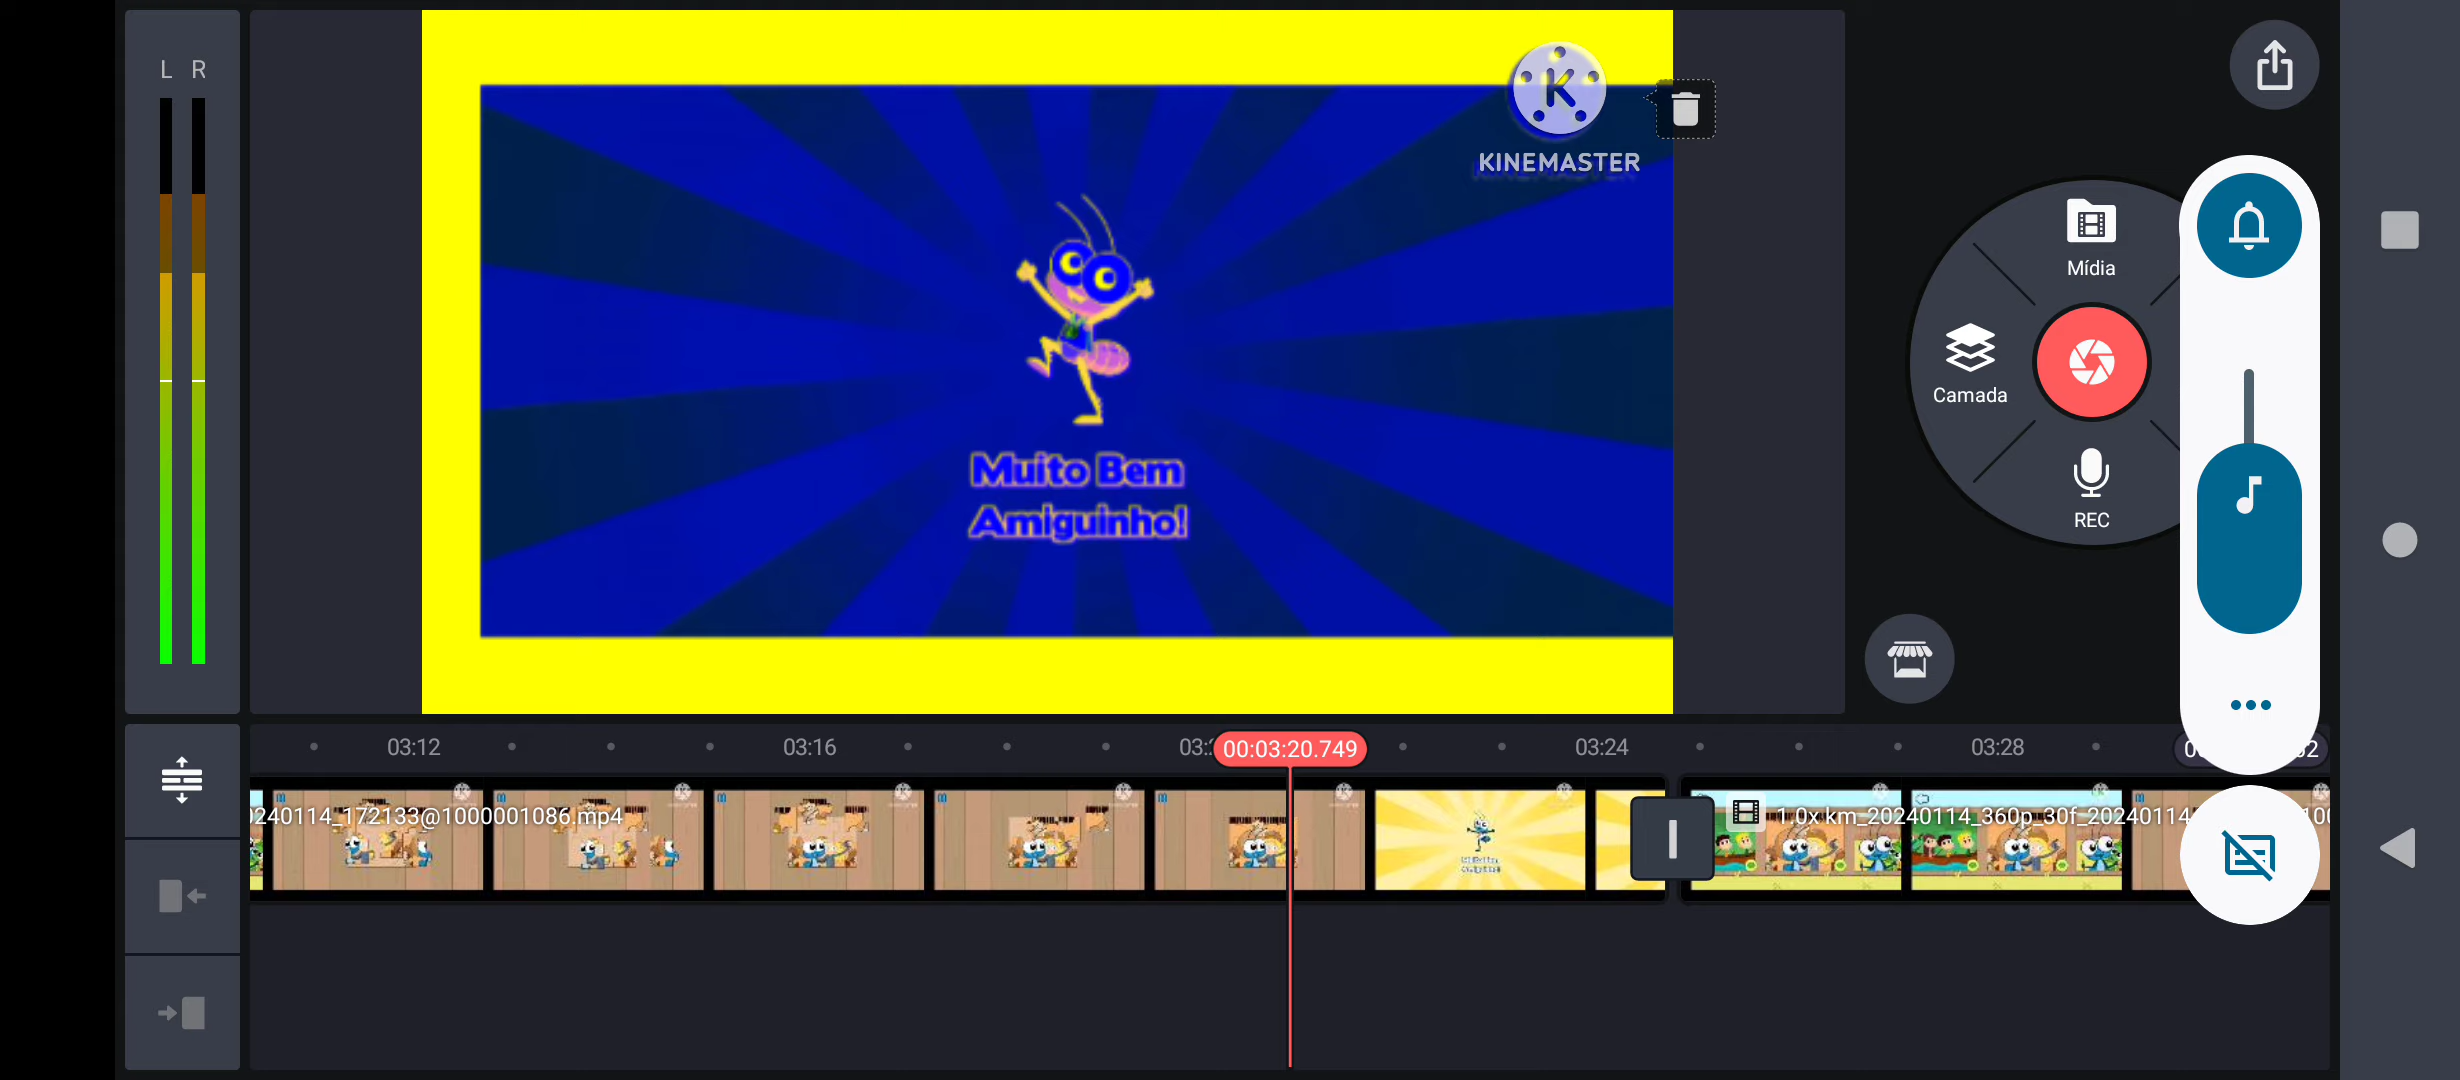 L R
KINEMASTER
Muito Bem
Amiguinho!
Mídia
Camada
REC
03:12
03:16
00:03:20.749
03:24
03:28
0240114_172133@1000001086.mp4
1.0x km_20240114_360p_30f_20240114